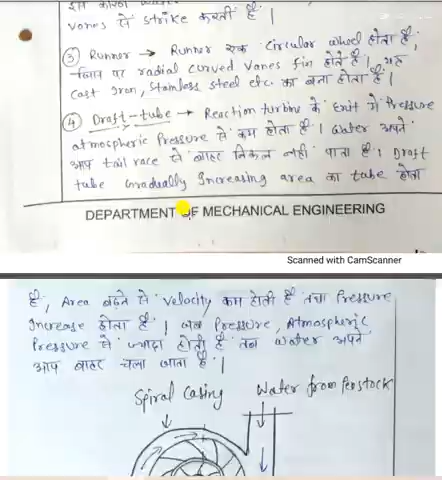 vanes से strike करती है |
③ Runner → Runner एक circular wheel होता है,
जिस पर radial curved vanes fix होते है | यह
cast Iron, stainless steel etc. का बना होता है |
④ Draft-tube → Reaction turbine के Exit में Pressure
atmospheric Pressure से कम होता है | Water अपने
आप tail race से बाहर निकल नहीं पाता है | Draft
tube Gradually Increasing area का tube होता
DEPARTMENT OF MECHANICAL ENGINEERING
Scanned with CamScanner
है, Area बढ़ने से Velocity कम होती है तथा Pressure
Increase होता है | जब Pressure, Atmospheric
Pressure से ज्यादा होती है तब Water अपने
आप बाहर चला जाता है |
Spiral Casing Water from penstock